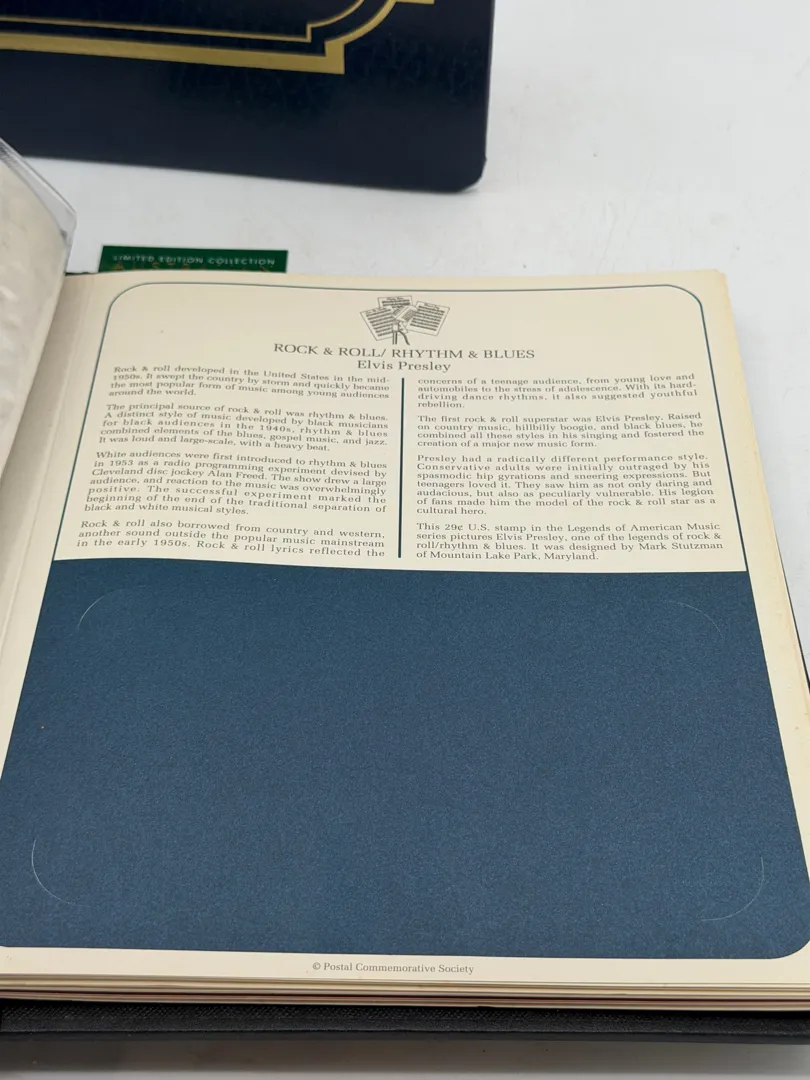 LIMITED EDITION COLLECTION
ROCK & ROLL/ RHYTHM & BLUES
Elvis Presley
Rock & roll developed in the United States in the mid-
1950s. It swept the country by storm and quickly became
the most popular form of music among young audiences
around the world.
The principal source of rock & roll was rhythm & blues.
A distinct style of music developed by black musicians
for black audiences in the 1940s, rhythm & blues
combined elements of the blues, gospel music, and jazz.
It was loud and large-scale, with a heavy beat.
White audiences were first introduced to rhythm & blues
in 1953 as a radio programming experiment devised by
Cleveland disc jockey Alan Freed. The show drew a large
audience, and reaction to the music was overwhelmingly
positive. The successful experiment marked the
beginning of the end of the traditional separation of
black and white musical styles.
Rock & roll also borrowed from country and western,
another sound outside the popular music mainstream
in the early 1950s. Rock & roll lyrics reflected the
concerns of a teenage audience, from young love and
automobiles to the stress of adolescence. With its hard-
driving dance rhythms, it also suggested youthful
rebellion.
The first rock & roll superstar was Elvis Presley. Raised
on country music, hillbilly boogie, and black blues, he
combined all these styles in his singing and fostered the
creation of a major new music form.
Presley had a radically different performance style.
Conservative adults were initially outraged by his
spasmodic hip gyrations and sneering expressions. But
teenagers loved it. They saw him as not only daring and
audacious, but also as peculiarly vulnerable. His legion
of fans made him the model of the rock & roll star as a
cultural hero.
This 29¢ U.S. stamp in the Legends of American Music
series pictures Elvis Presley, one of the legends of rock &
roll/rhythm & blues. It was designed by Mark Stutzman
of Mountain Lake Park, Maryland.
© Postal Commemorative Society